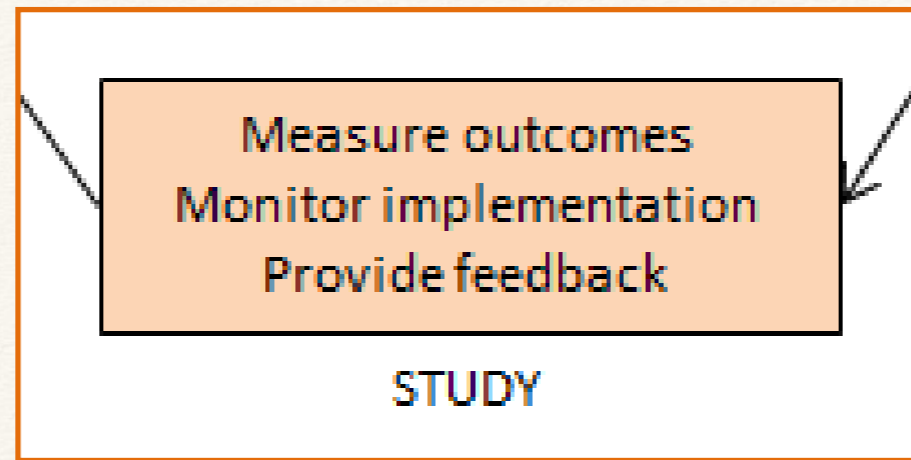 Measure outcomes
Monitor implementation
Provide feedback
STUDY